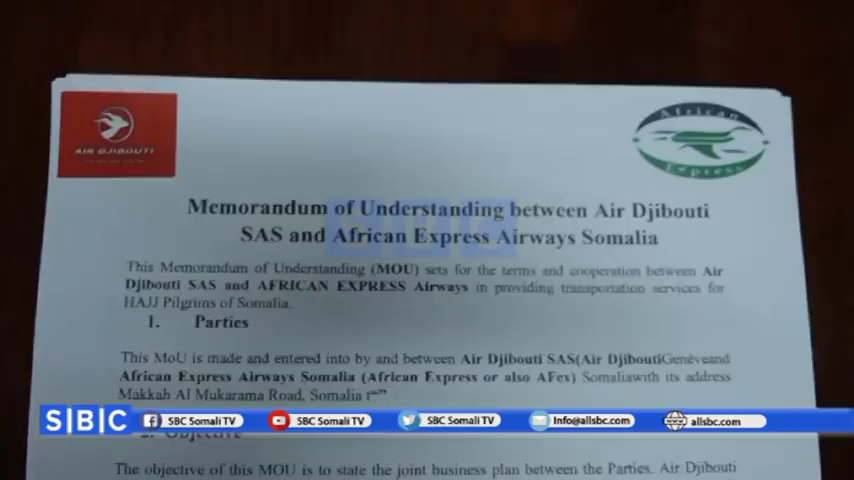 AIR DJIBOUTI
African
Express
Memorandum of Understanding between Air Djibouti
SAS and African Express Airways Somalia
This Memorandum of Understanding (MOU) sets for the terms and cooperation between Air
Djibouti SAS and AFRICAN EXPRESS Airways in providing transportation services for
HAJJ Pilgrims of Somalia.
1. Parties
This MoU is made and entered into by and between Air Djibouti SAS(Air DjiboutiGenèveand
African Express Airways Somalia (African Express or also AFex) Somaliawith its address
Makkah Al Mukarama Road, Somalia
SBC
SBC Somali TV
SBC Somali TV
SBC Somali TV
Info@allsbc.com
allsbc.com
2. Objective
The objective of this MOU is to state the joint business plan between the Parties. Air Djibouti